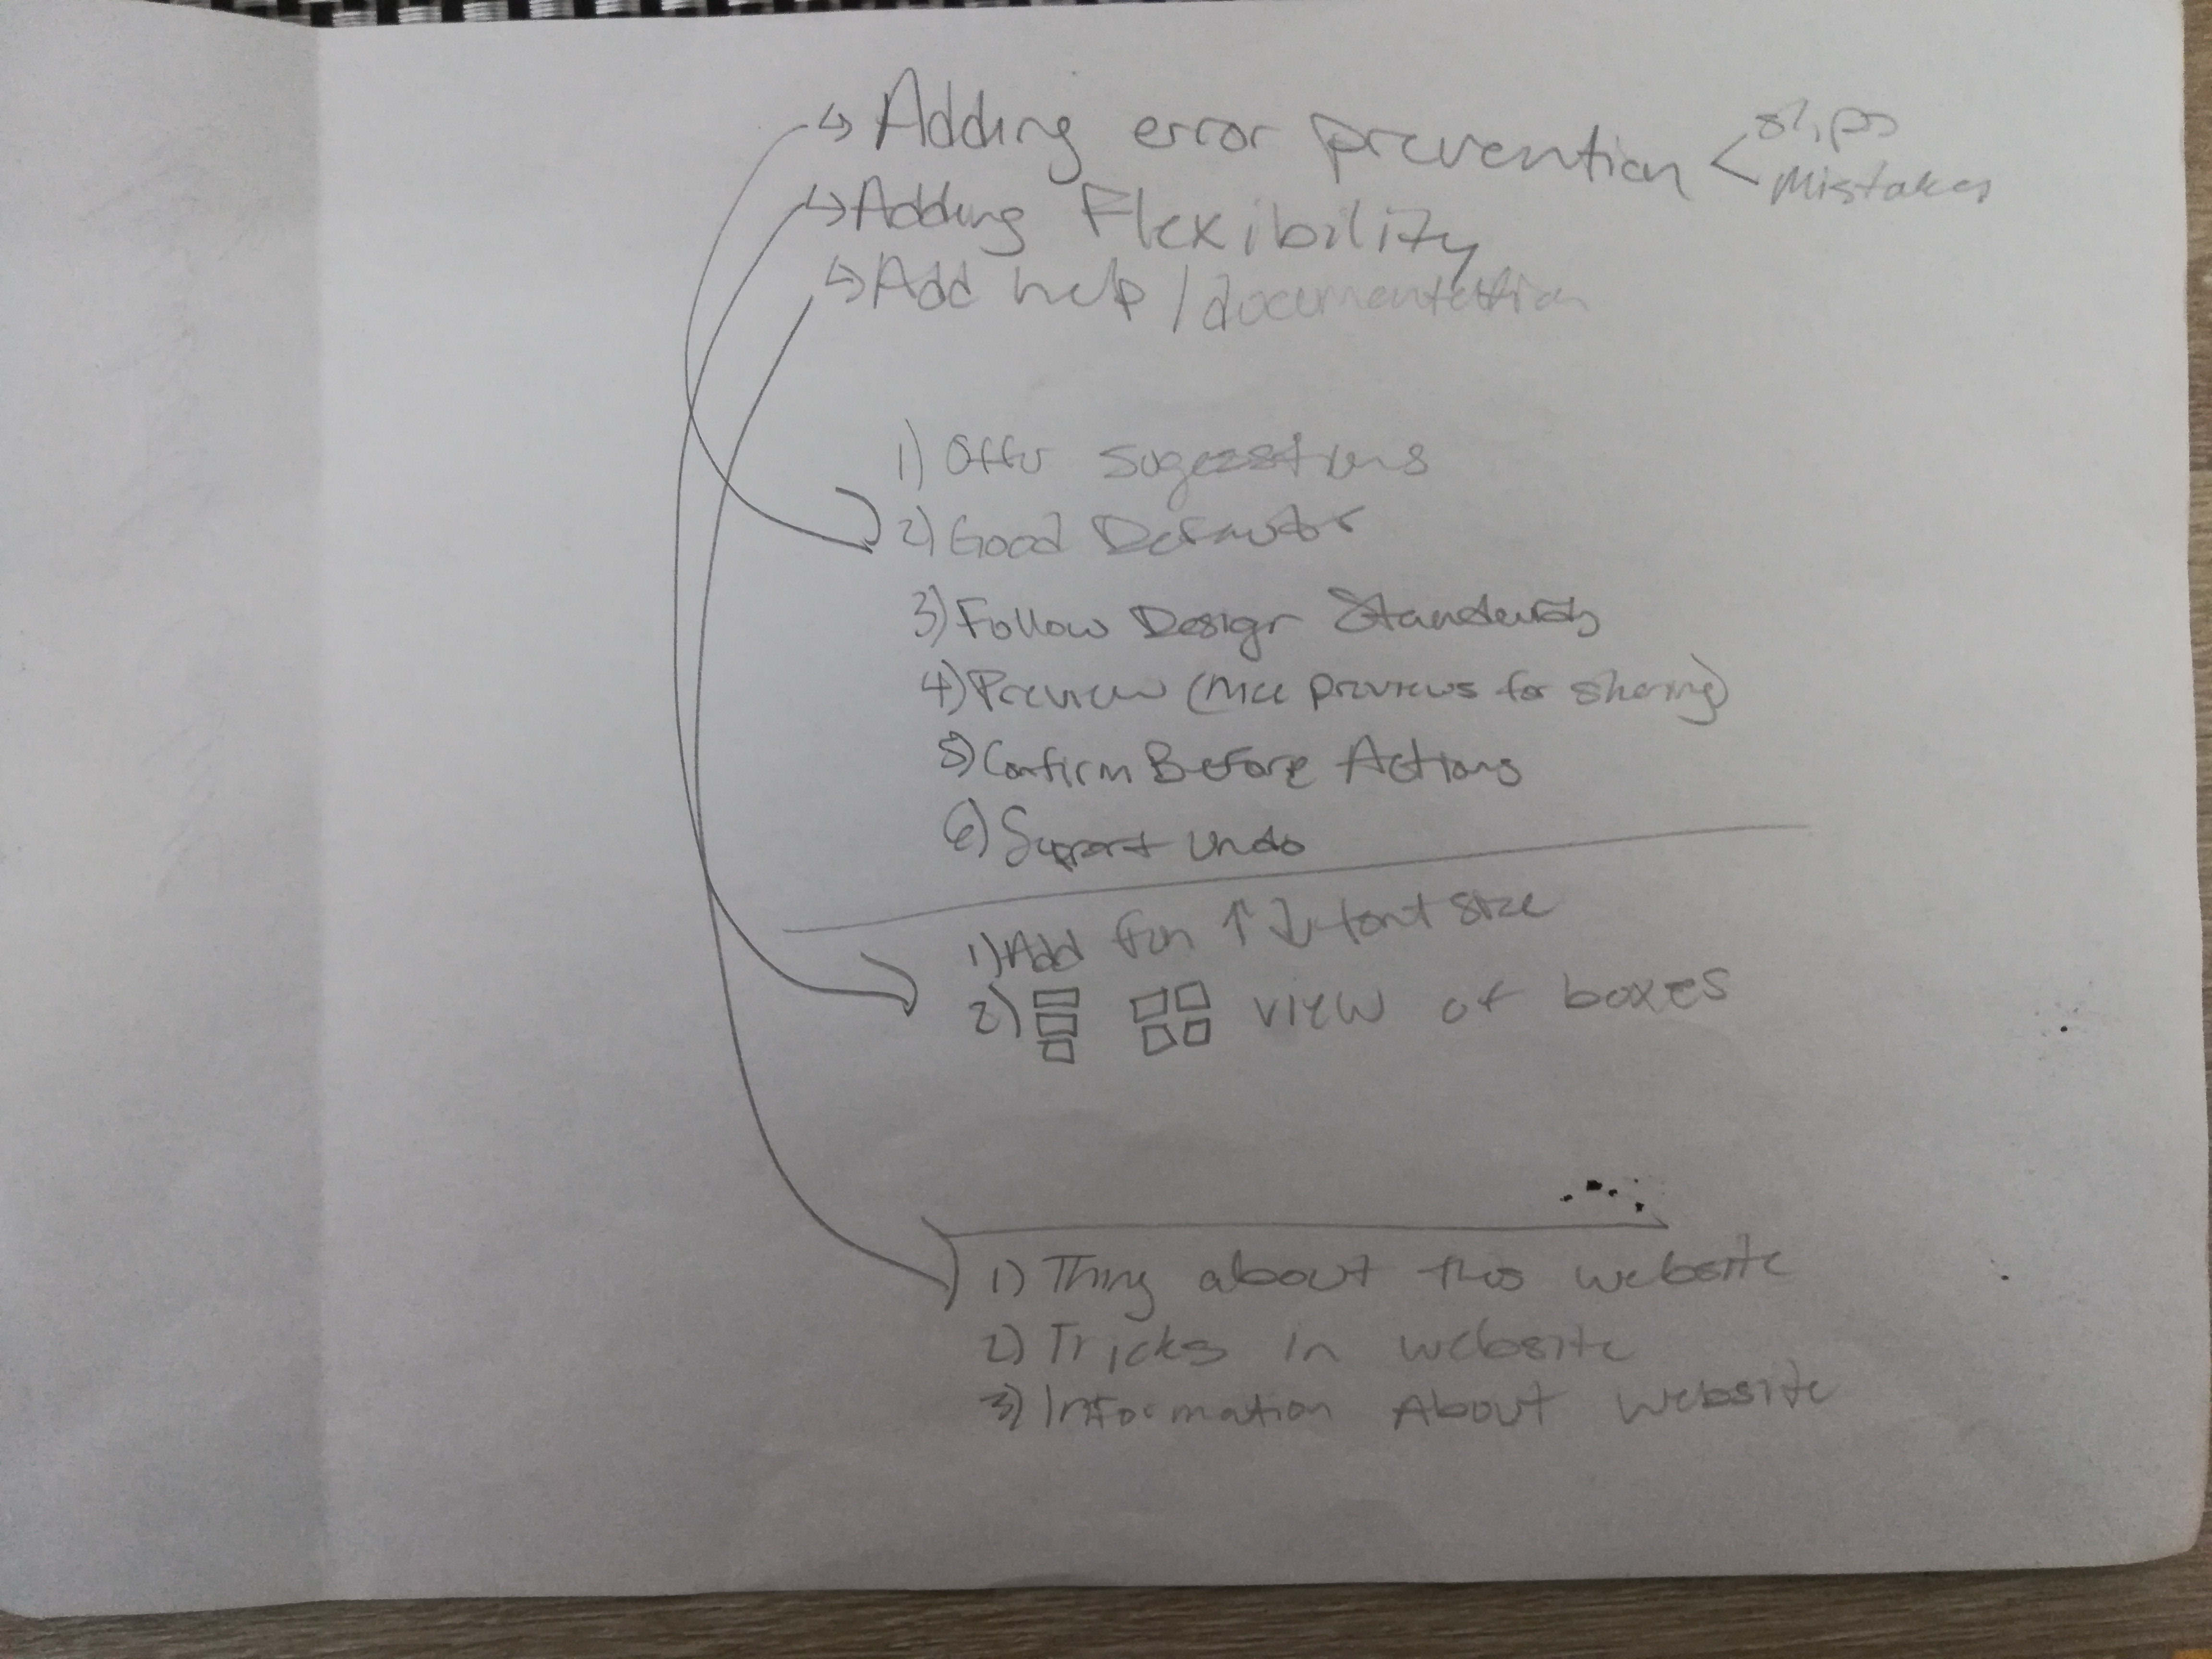 ↳ Adding error prevention < slips
mistakes
↳ Adding Flexibility
↳ Add help / documentation
1) Offer sugesstions
2) Good Defaults
3) Follow Design Standards
4) Preview (nice previews for sharing)
5) Confirm Before Actions
6) Support undo
1) Add fun ↑ ↓ font size
2) view of boxes
1) Thing about this website
2) Tricks in website
3) Information About website